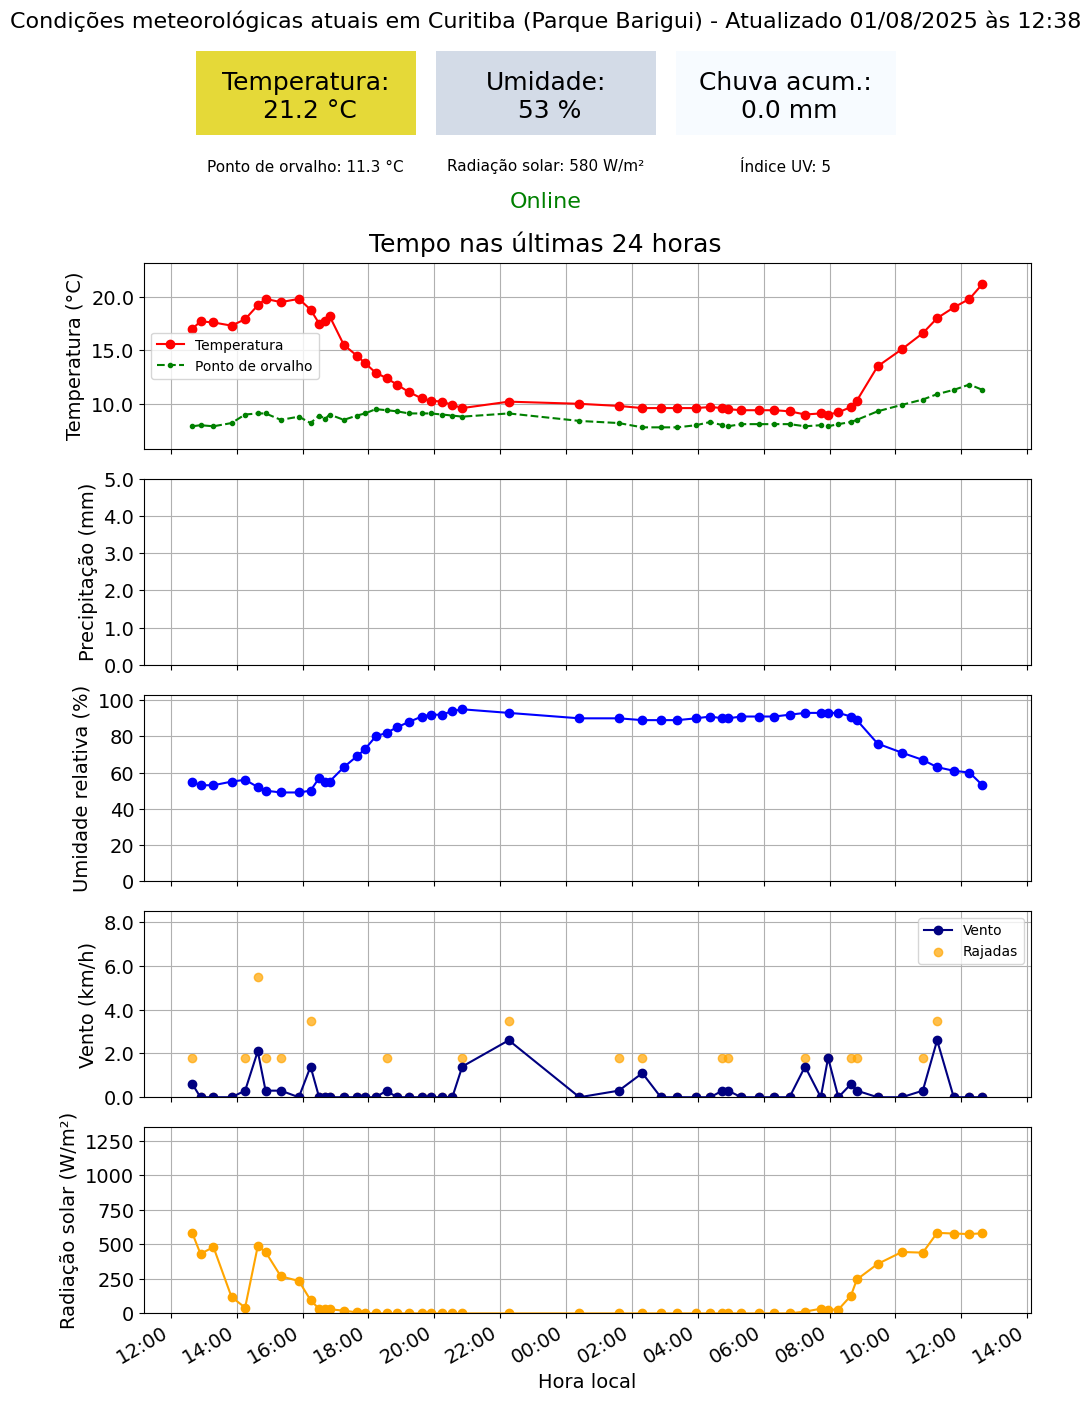 Condições meteorológicas atuais em Curitiba (Parque Barigui) - Atualizado 01/08/2025 às 12:38
Temperatura:
21.2 °C
Umidade:
53 %
Chuva acum.:
0.0 mm
Ponto de orvalho: 11.3 °C
Radiação solar: 580 W/m²
Índice UV: 5
Online
Tempo nas últimas 24 horas
Temperatura (°C)
20.0
15.0
10.0
Temperatura
Ponto de orvalho
Precipitação (mm)
5.0
4.0
3.0
2.0
1.0
0.0
Umidade relativa (%)
100
80
60
40
20
0
Vento (km/h)
8.0
6.0
4.0
2.0
0.0
Vento
Rajadas
Radiação solar (W/m²)
1250
1000
750
500
250
0
12:00
14:00
16:00
18:00
20:00
22:00
00:00
02:00
04:00
06:00
08:00
10:00
12:00
14:00
Hora local